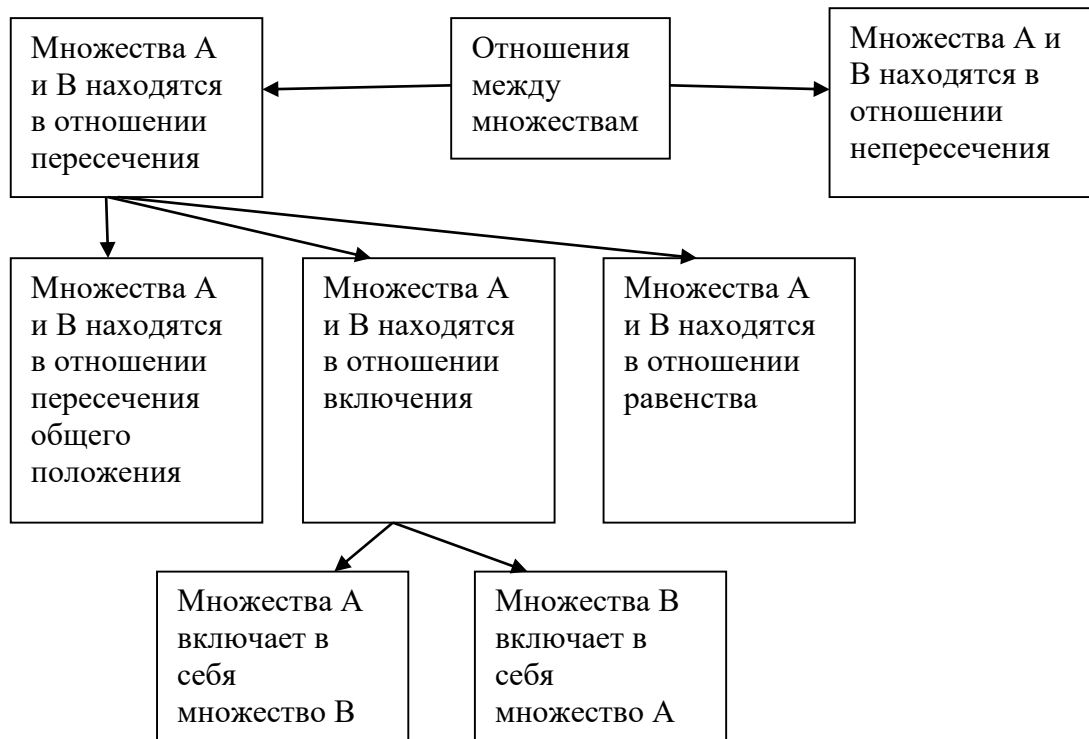 Множества А
и В находятся
в отношении
пересечения
Отношения
между
множествам
Множества А и
В находятся в
отношении
непересечения
Множества А
и В находятся
в отношении
пересечения
общего
положения
Множества А
и В находятся
в отношении
включения
Множества А
и В находятся
в отношении
равенства
Множества А
включает в
себя
множество В
Множества В
включает в
себя
множество А